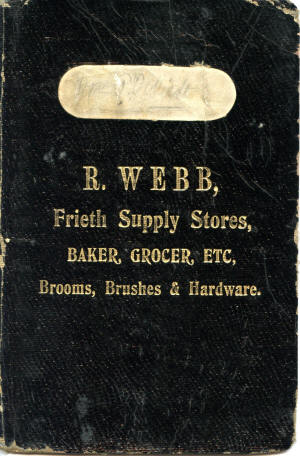 R. WEBB,
Frieth Supply Stores,
BAKER, GROCER, ETC,
Brooms, Brushes & Hardware.